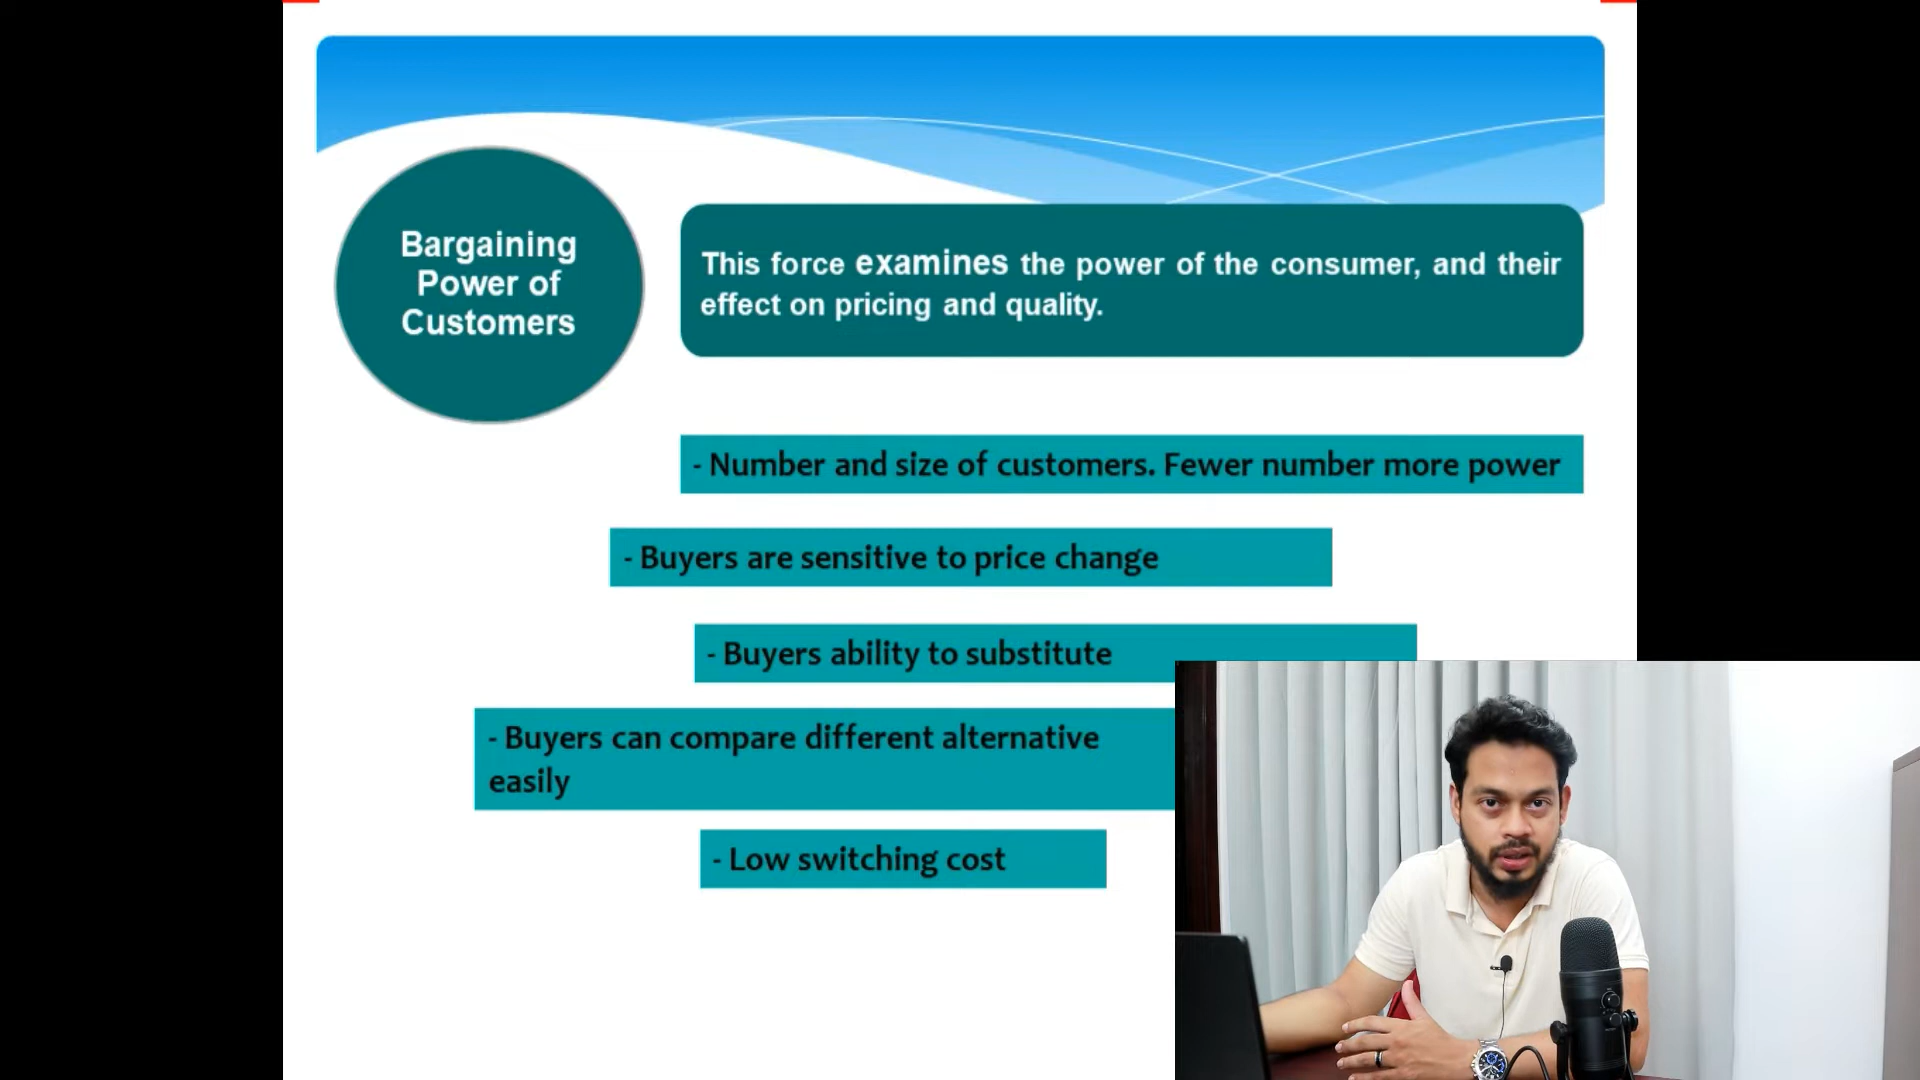 Bargaining
Power of
Customers
This force examines the power of the consumer, and their
effect on pricing and quality.
- Number and size of customers. Fewer number more power
- Buyers are sensitive to price change
- Buyers ability to substitute
- Buyers can compare different alternative
easily
- Low switching cost